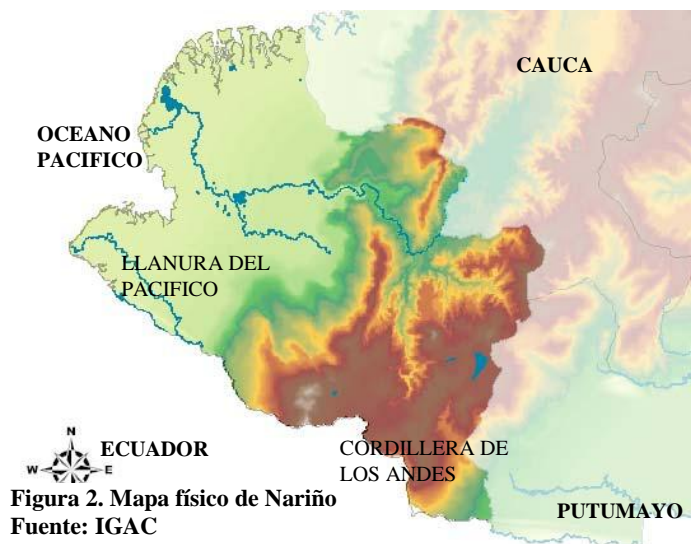 CAUCA
OCEANO
PACIFICO
LLANURA DEL
PACIFICO
N
W E
S
ECUADOR
CORDILLERA DE
LOS ANDES
PUTUMAYO
Figura 2. Mapa físico de Nariño
Fuente: IGAC